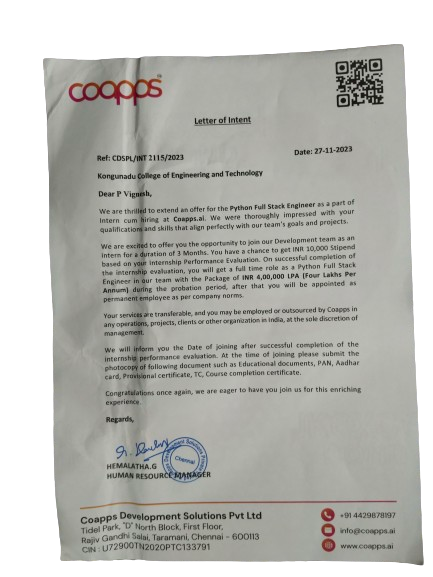 coapps
Letter of Intent
Ref: CDSPL/INT 2115/2023
Date: 27-11-2023
Kongunadu College of Engineering and Technology
Dear P Vignesh,
We are thrilled to extend an offer for the Python Full Stack Engineer as a part of
Intern cum hiring at Coapps.ai. We were thoroughly impressed with your
qualifications and skills that align perfectly with our team's goals and projects.
We are excited to offer you the opportunity to join our Development team as an
Intern for a duration of 3 Months. You have a chance to get INR 10,000 Stipend
based on your Internship Performance Evaluation. On successful completion of
the internship evaluation, you will get a full time role as a Python Full Stack
Engineer in our team with the Package of INR 4,00,000 LPA (Four Lakhs Per
Annum) during the probation period, after that you will be appointed as
permanent employee as per company norms.
Your services are transferable, and you may be employed or outsourced by Coapps in
any operations, projects, clients or other organization in India, at the sole discretion of
management.
We will inform you the Date of joining after successful completion of the
internship performance evaluation. At the time of joining please submit the
photocopy of following document such as Educational documents, PAN, Aadhar
card, Provisional certificate, TC, Course completion certificate.
Congratulations once again, we are eager to have you join us for this enriching
experience.
Regards,
Development Solutions
Chennai
HEMALATHA.G
HUMAN RESOURCE MANAGER
Coapps Development Solutions Pvt Ltd
Tidel Park, "D" North Block, First Floor,
Rajiv Gandhi Salai, Taramani, Chennai - 600113
CIN : U72900TN2020PTC133791
+91 4429878197
info@coapps.ai
www.coapps.ai